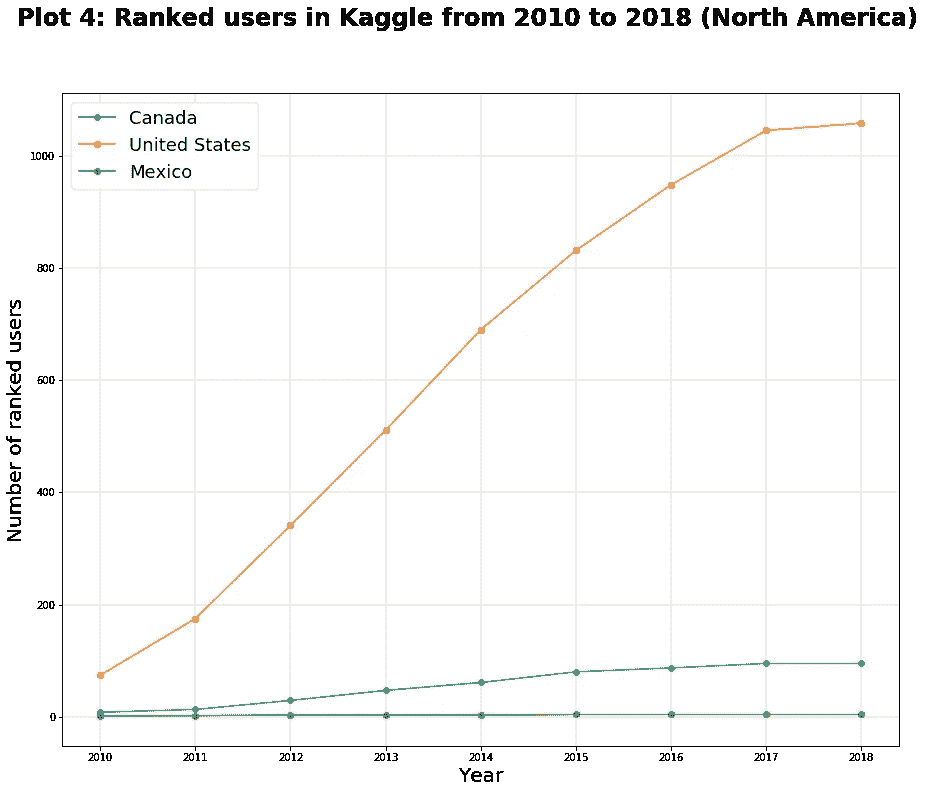 Plot 4: Ranked users in Kaggle from 2010 to 2018 (North America)
Canada
United States
Mexico
1000
800
600
400
200
0
Number of ranked users
2010 2011 2012 2013 2014 2015 2016 2017 2018
Year